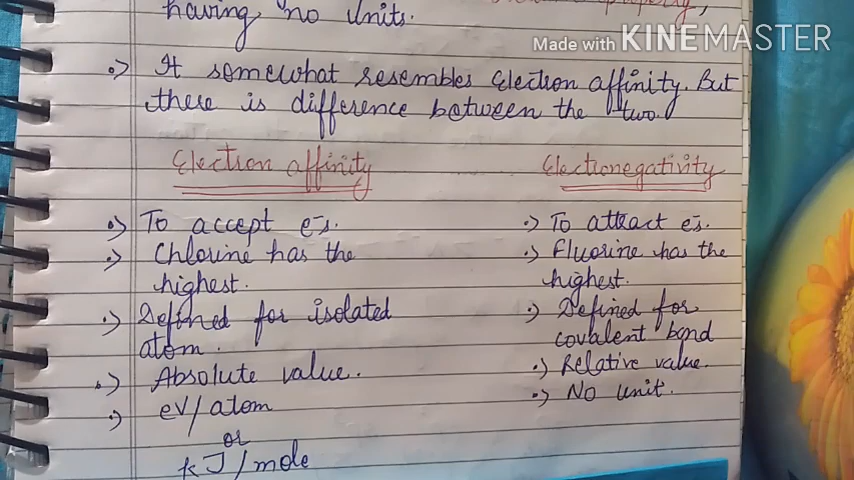 having no units.
property,
Made with KINEMASTER
It somewhat resembles Electron affinity. But
there is difference between the two.
Electron affinity
Electionegativity
To accept e-s.
To attract e-s.
Chlorine has the
highest.
Fluorine has the
highest.
Defined for isolated
atom.
Defined for
covalent bond
Absolute value.
Relative value.
eV/atom
or
kJ/mole
No unit.